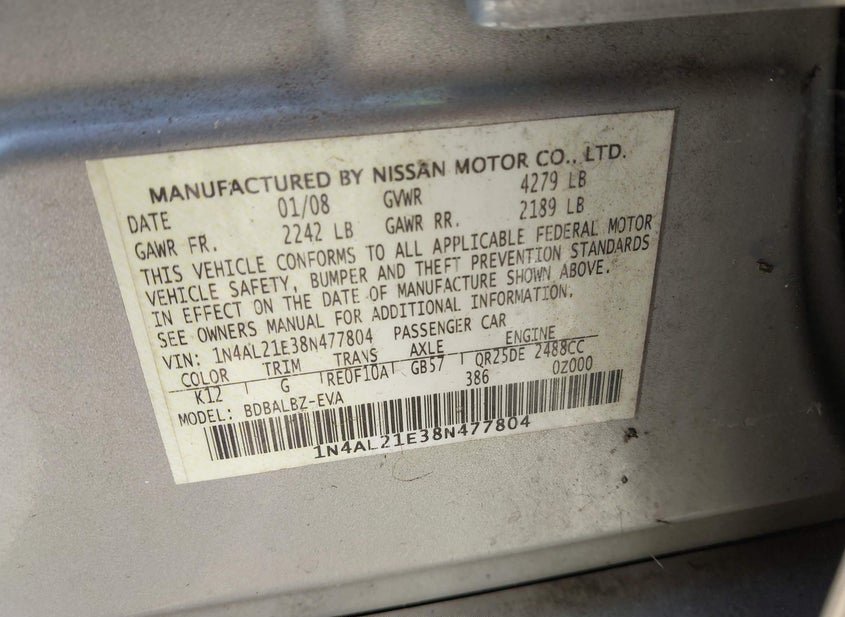 MANUFACTURED BY NISSAN MOTOR CO., LTD.
DATE 01/08 GVWR 4279 LB
GAWR FR. 2242 LB GAWR RR. 2189 LB
THIS VEHICLE CONFORMS TO ALL APPLICABLE FEDERAL MOTOR
VEHICLE SAFETY, BUMPER AND THEFT PREVENTION STANDARDS
IN EFFECT ON THE DATE OF MANUFACTURE SHOWN ABOVE.
SEE OWNERS MANUAL FOR ADDITIONAL INFORMATION.
VIN: 1N4AL21E38N477804 PASSENGER CAR
COLOR TRIM TRANS AXLE ENGINE
K12 G RE0F10A GB57 QR25DE 2488CC
MODEL: BDBALBZ-EVA 386 0Z000
1N4AL21E38N477804